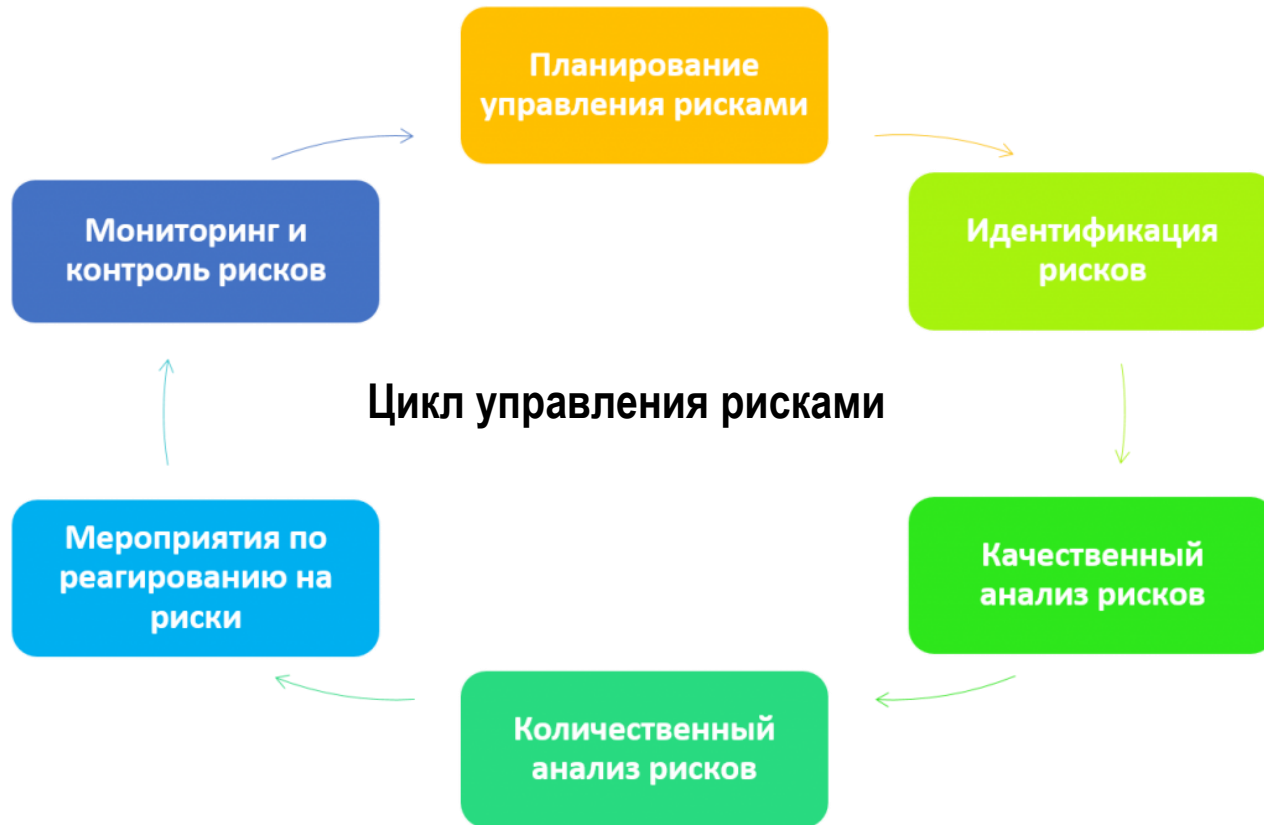 Планирование
управления рисками
Идентификация
рисков
Качественный
анализ рисков
Количественный
анализ рисков
Мероприятия по
реагированию на
риски
Мониторинг и
контроль рисков
Цикл управления рисками